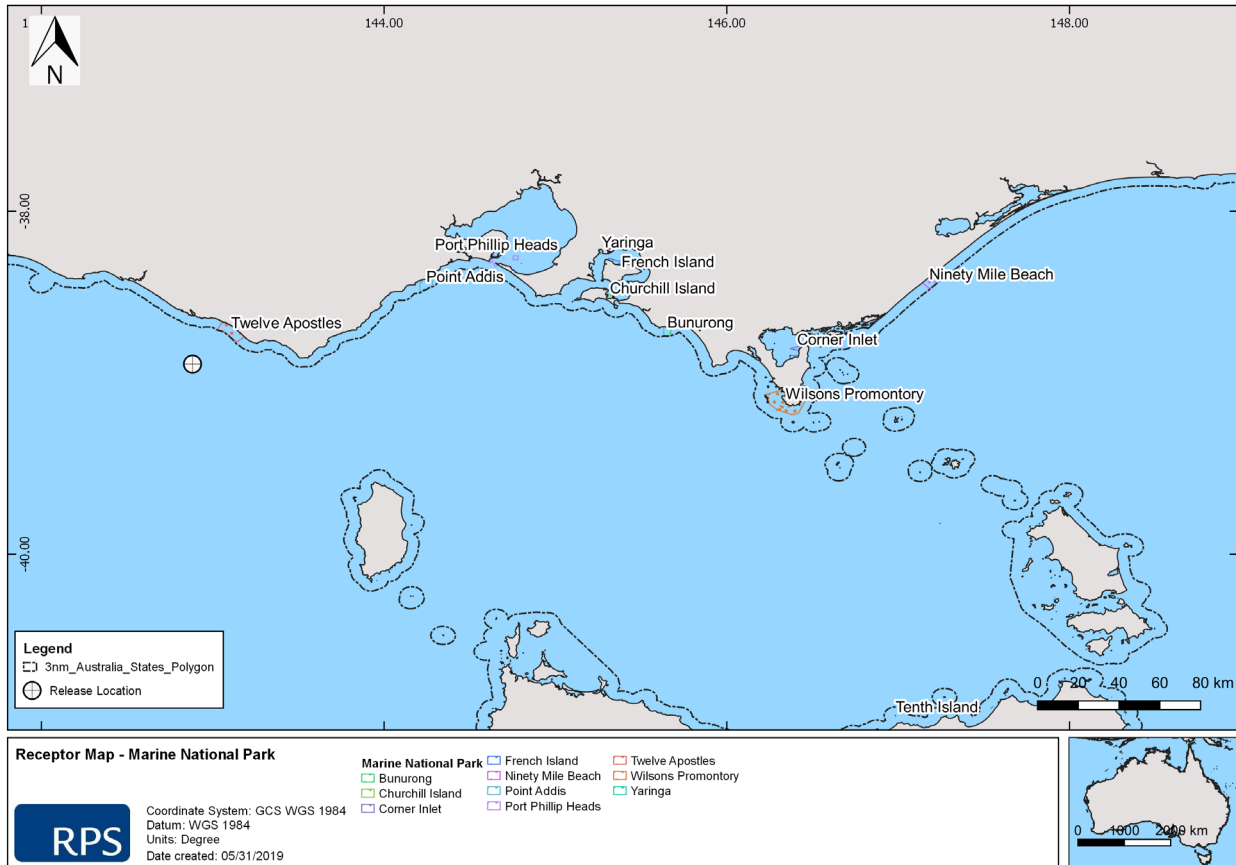 144.00
146.00
148.00
N
-38.00
-40.00
Port Phillip Heads
Yaringa
French Island
Point Addis
Churchill Island
Ninety Mile Beach
Twelve Apostles
Bunurong
Corner Inlet
Wilsons Promontory
Tenth Island
0 20 40 60 80 km
Legend
3nm_Australia_States_Polygon
Release Location
Receptor Map - Marine National Park
RPS
Coordinate System: GCS WGS 1984
Datum: WGS 1984
Units: Degree
Date created: 05/31/2019
Marine National Park
Bunurong
Churchill Island
Corner Inlet
French Island
Ninety Mile Beach
Point Addis
Port Phillip Heads
Twelve Apostles
Wilsons Promontory
Yaringa
0 1000 2000 km